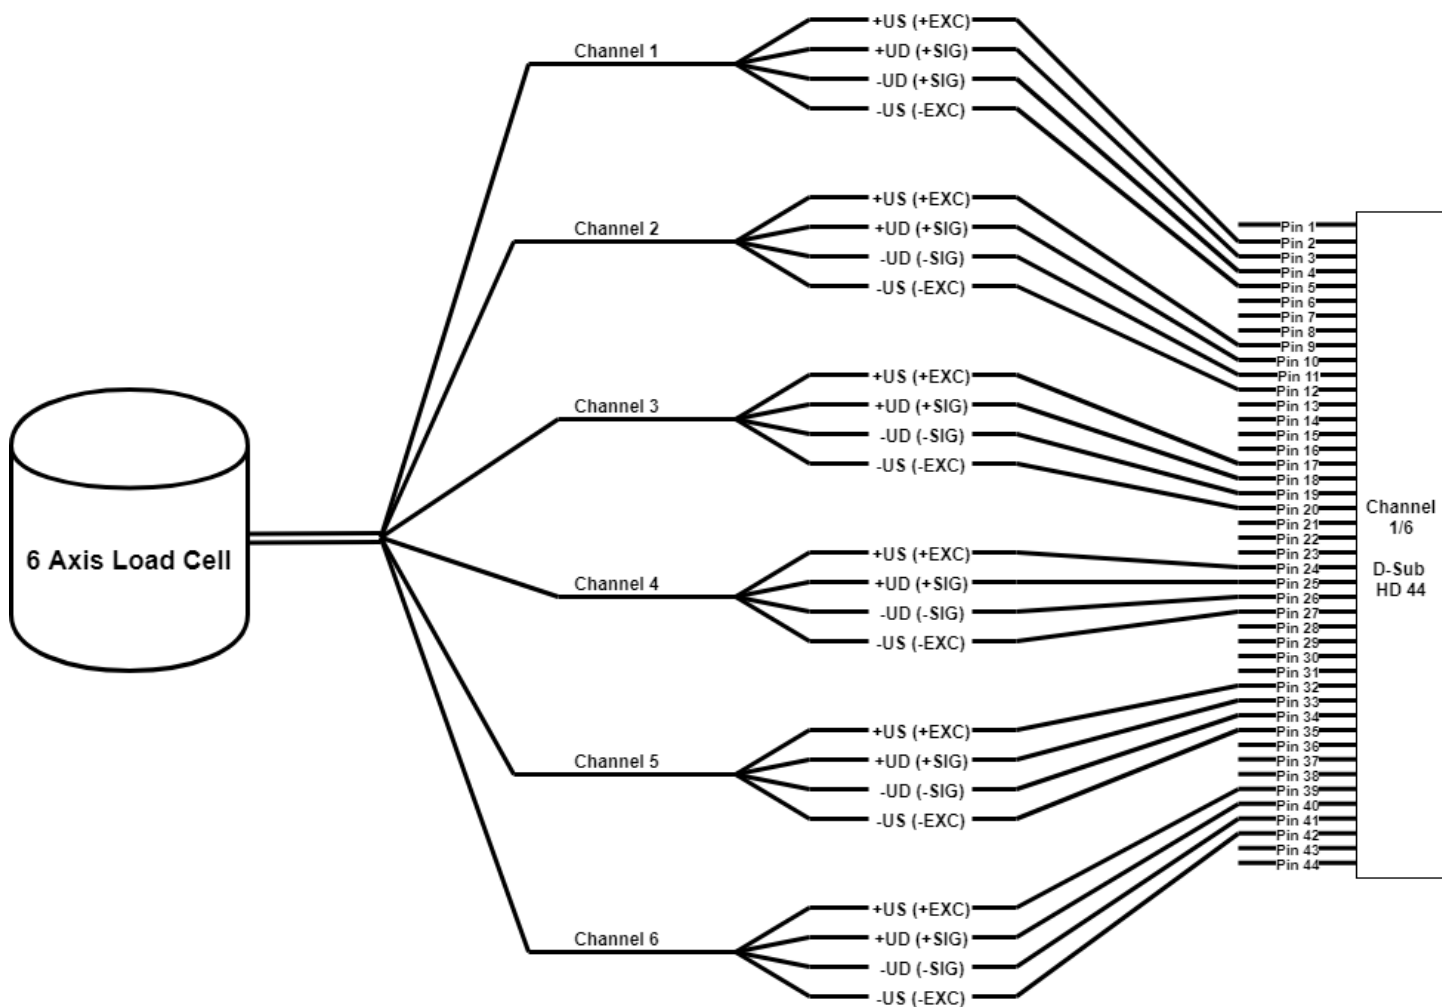 6 Axis Load Cell
Channel 1
+US (+EXC)
+UD (+SIG)
-UD (+SIG)
-US (-EXC)
Channel 2
+US (+EXC)
+UD (+SIG)
-UD (-SIG)
-US (-EXC)
Channel 3
+US (+EXC)
+UD (+SIG)
-UD (-SIG)
-US (-EXC)
Channel 4
+US (+EXC)
+UD (+SIG)
-UD (-SIG)
-US (-EXC)
Channel 5
+US (+EXC)
+UD (+SIG)
-UD (-SIG)
-US (-EXC)
Channel 6
+US (+EXC)
+UD (+SIG)
-UD (-SIG)
-US (-EXC)
Pin 1
Pin 2
Pin 3
Pin 4
Pin 5
Pin 6
Pin 7
Pin 8
Pin 9
Pin 10
Pin 11
Pin 12
Pin 13
Pin 14
Pin 15
Pin 16
Pin 17
Pin 18
Pin 19
Pin 20
Pin 21
Pin 22
Pin 23
Pin 24
Pin 25
Pin 26
Pin 27
Pin 28
Pin 29
Pin 30
Pin 31
Pin 32
Pin 33
Pin 34
Pin 35
Pin 36
Pin 37
Pin 38
Pin 39
Pin 40
Pin 41
Pin 42
Pin 43
Pin 44
Channel
1/6
D-Sub
HD 44